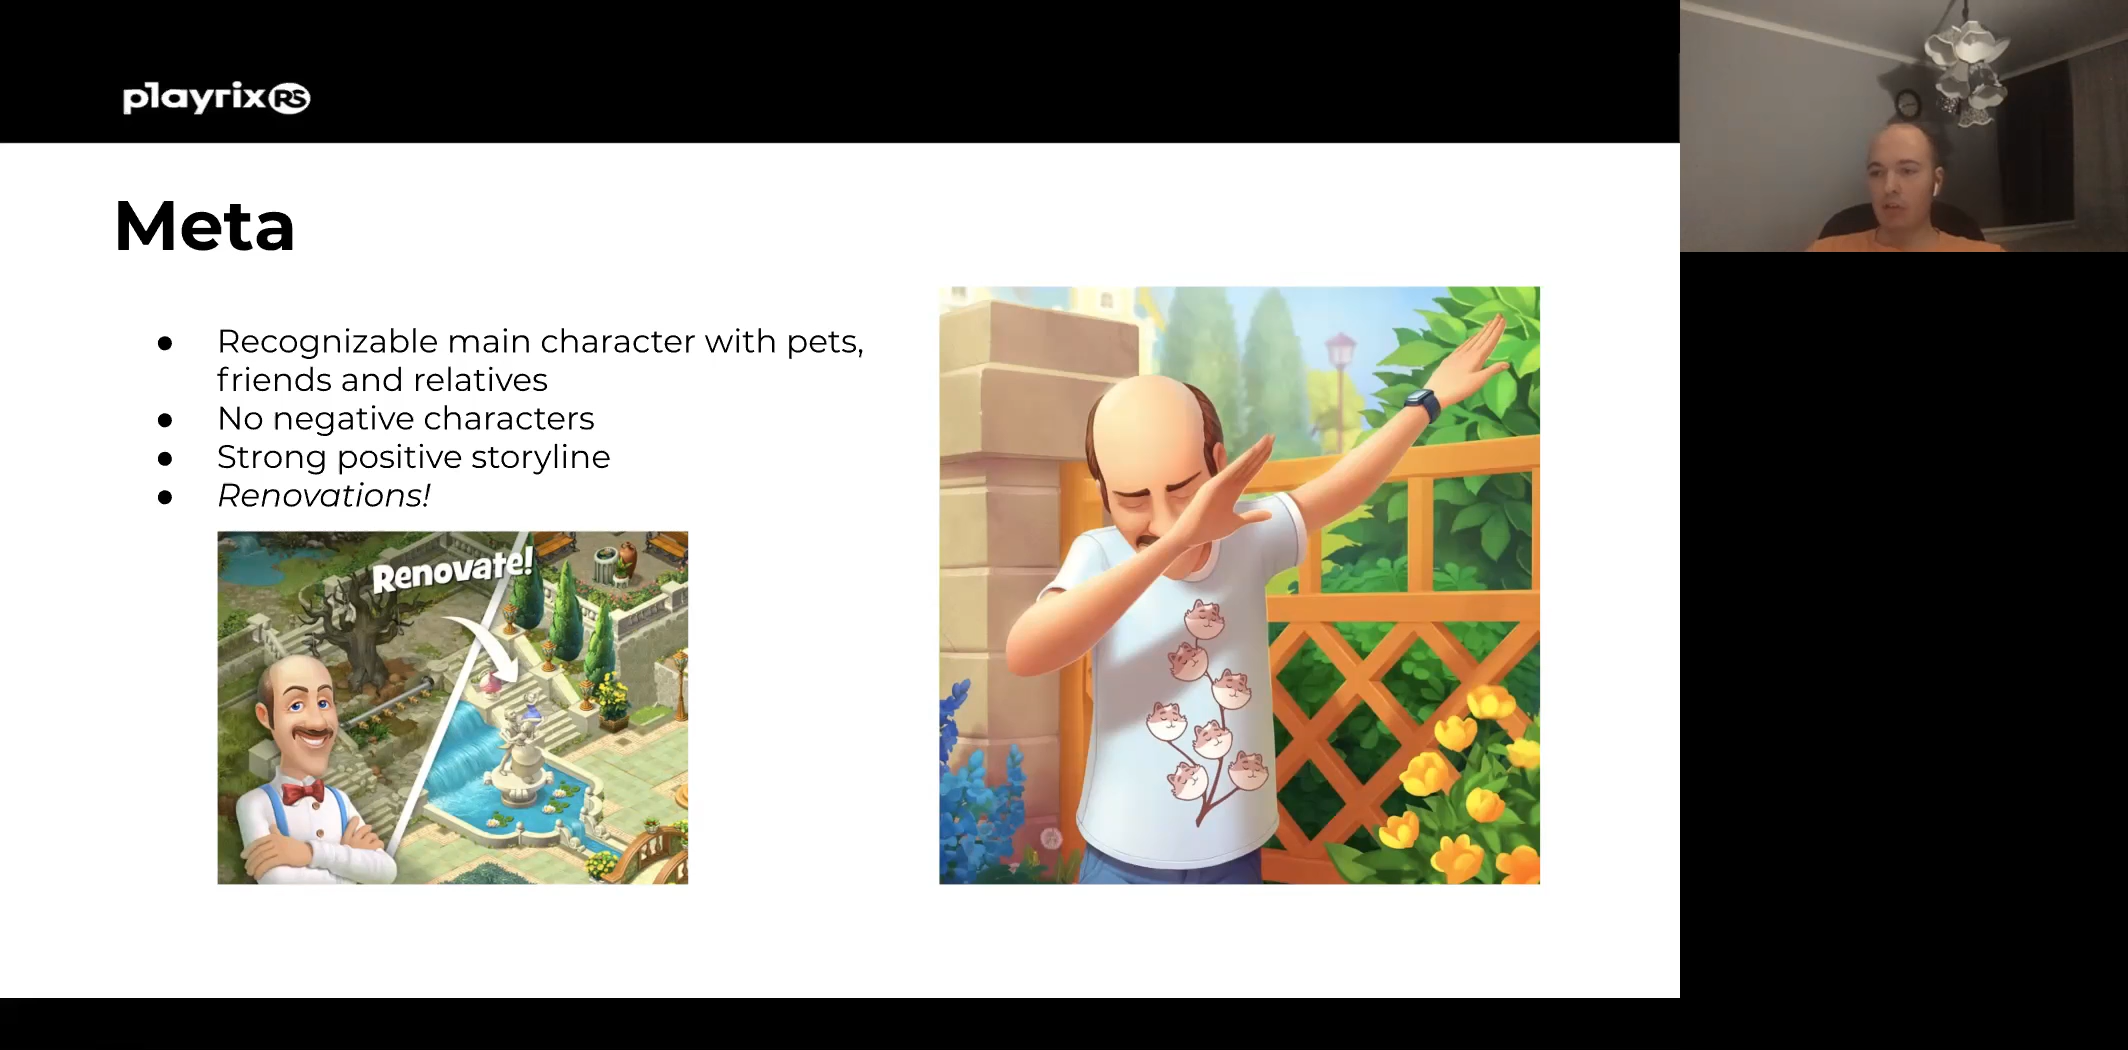 playrix RS
Meta
● Recognizable main character with pets,
friends and relatives
● No negative characters
● Strong positive storyline
● Renovations!
Renovate!